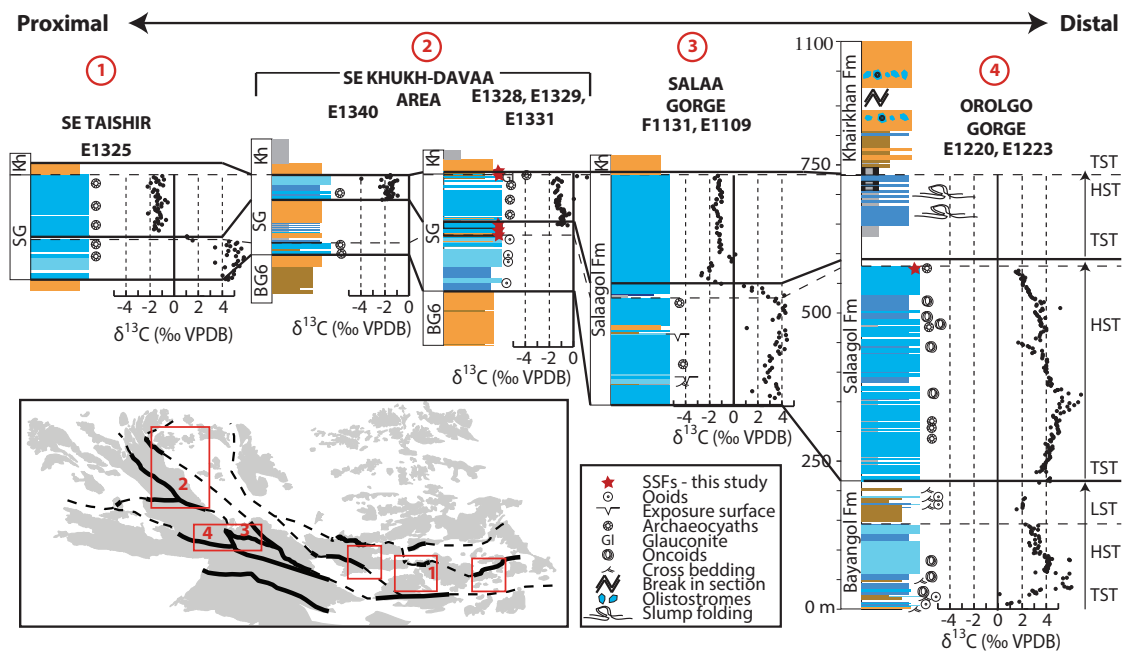 Proximal
Distal
1
2
3
4
SE TAISHIR
E1325
SE KHUKH-DAVAA
AREA
E1340
E1328, E1329,
E1331
SALAA
GORGE
F1131, E1109
OROLGO
GORGE
E1220, E1223
Kh
SG
-4 -2 0 2 4
δ¹³C (‰ VPDB)
Kh
SG
BG6
-4 -2 0
δ¹³C (‰ VPDB)
Kh
SG
BG6
Gl
-4 -2 0
δ¹³C (‰ VPDB)
Kh
Salaagol Fm
-4 -2 0 2 4
δ¹³C (‰ VPDB)
1100
750
500
250
0 m
Khairkhan Fm
Salaagol Fm
Bayangol Fm
-4 -2 0 2 4
δ¹³C (‰ VPDB)
TST
HST
TST
HST
TST
LST
HST
TST
2
4
3
1
SSFs - this study
Ooids
Exposure surface
Archaeocyaths
Gl Glauconite
Oncoids
Cross bedding
Break in section
Olistostromes
Slump folding